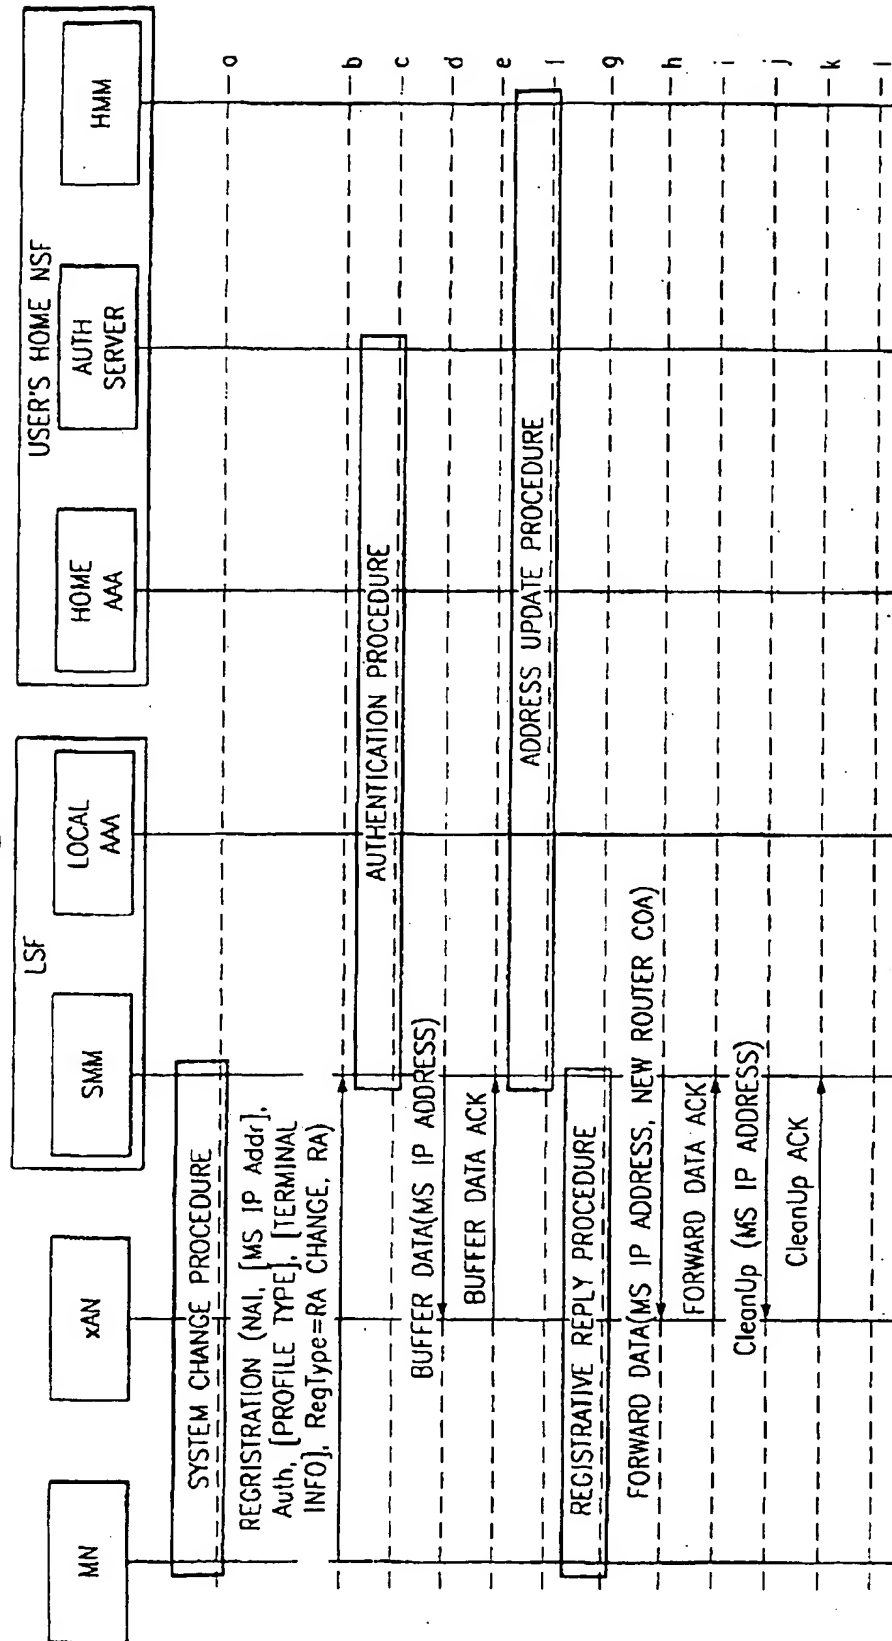 LSF
USER'S HOME NSF
MN
xAN
SMM
LOCAL
AAA
HOME
AAA
AUTH
SERVER
HMM
SYSTEM CHANGE PROCEDURE
a
REGRISTRATION (NAI, [MS IP Addr],
Auth, [PROFILE TYPE], [TERMINAL
INFO], RegType=RA CHANGE, RA)
b
AUTHENTICATION PROCEDURE
c
BUFFER DATA(MS IP ADDRESS)
d
BUFFER DATA ACK
e
ADDRESS UPDATE PROCEDURE
f
REGISTRATIVE REPLY PROCEDURE
g
FORWARD DATA(MS IP ADDRESS, NEW ROUTER COA)
h
FORWARD DATA ACK
i
CleanUp (MS IP ADDRESS)
j
CleanUp ACK
k
l